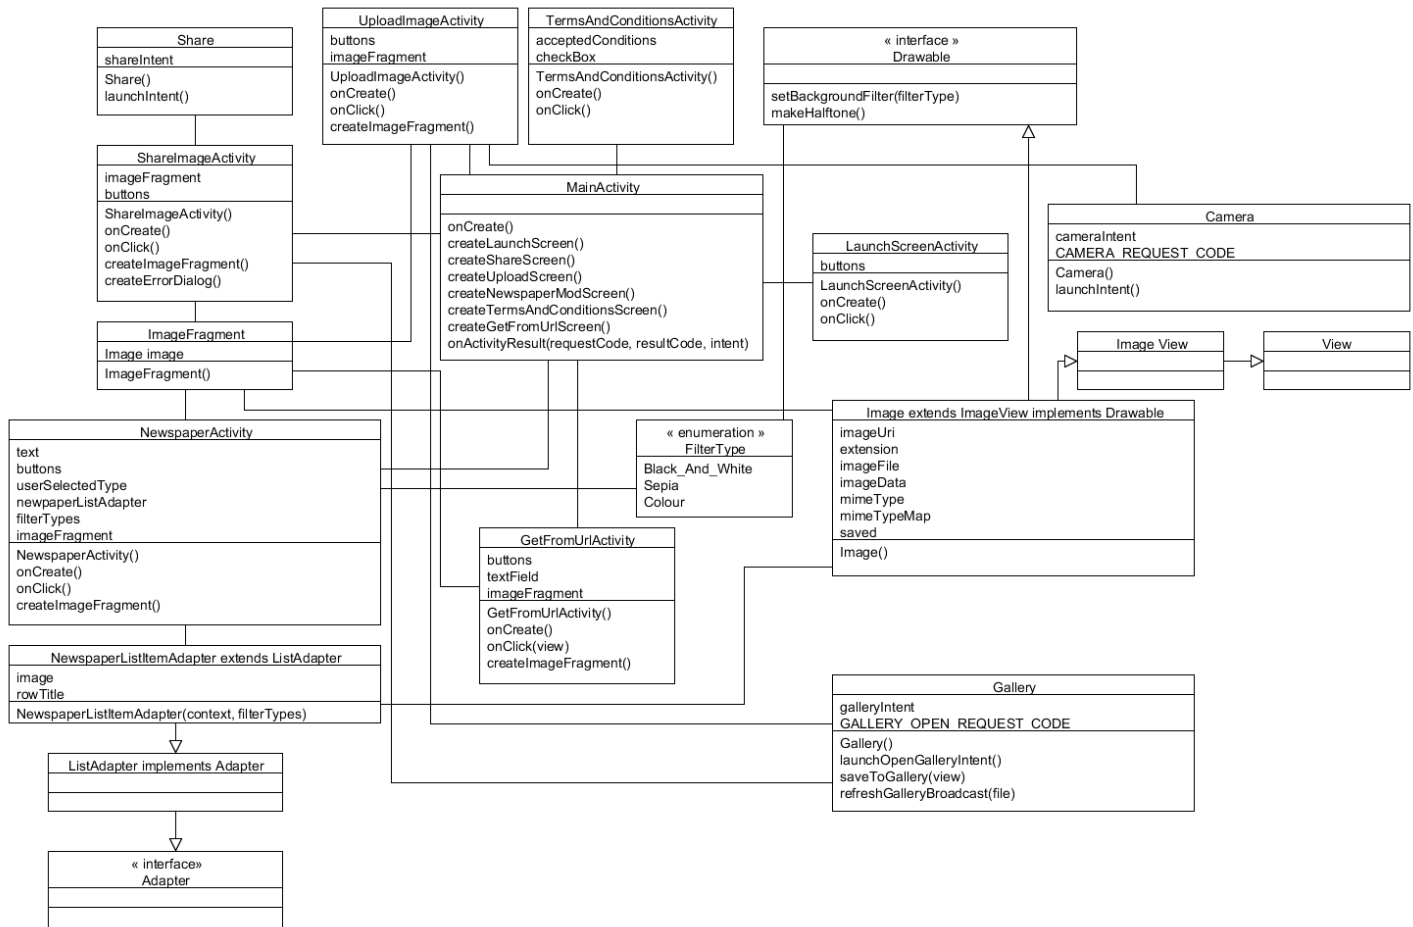 Share
shareIntent
Share()
launchIntent()
UploadImageActivity
buttons
imageFragment
UploadImageActivity()
onCreate()
onClick()
createImageFragment()
TermsAndConditionsActivity
acceptedConditions
checkBox
TermsAndConditionsActivity()
onCreate()
onClick()
« interface »
Drawable
setBackgroundFilter(filterType)
makeHalftone()
ShareImageActivity
imageFragment
buttons
ShareImageActivity()
onCreate()
onClick()
createImageFragment()
createErrorDialog()
MainActivity
onCreate()
createLaunchScreen()
createShareScreen()
createUploadScreen()
createNewspaperModScreen()
createTermsAndConditionsScreen()
createGetFromUrlScreen()
onActivityResult(requestCode, resultCode, intent)
LaunchScreenActivity
buttons
LaunchScreenActivity()
onCreate()
onClick()
Camera
cameraIntent
CAMERA_REQUEST_CODE
Camera()
launchIntent()
ImageFragment
Image image
ImageFragment()
Image View
View
NewspaperActivity
text
buttons
userSelectedType
newpaperListAdapter
filterTypes
imageFragment
NewspaperActivity()
onCreate()
onClick()
createImageFragment()
« enumeration »
FilterType
Black_And_White
Sepia
Colour
Image extends ImageView implements Drawable
imageUri
extension
imageFile
imageData
mimeType
mimeTypeMap
saved
Image()
GetFromUrlActivity
buttons
textField
imageFragment
GetFromUrlActivity()
onCreate()
onClick(view)
createImageFragment()
NewspaperListItemAdapter extends ListAdapter
image
rowTitle
NewspaperListItemAdapter(context, filterTypes)
Gallery
galleryIntent
GALLERY_OPEN_REQUEST_CODE
Gallery()
launchOpenGalleryIntent()
saveToGallery(view)
refreshGalleryBroadcast(file)
ListAdapter implements Adapter
« interface»
Adapter